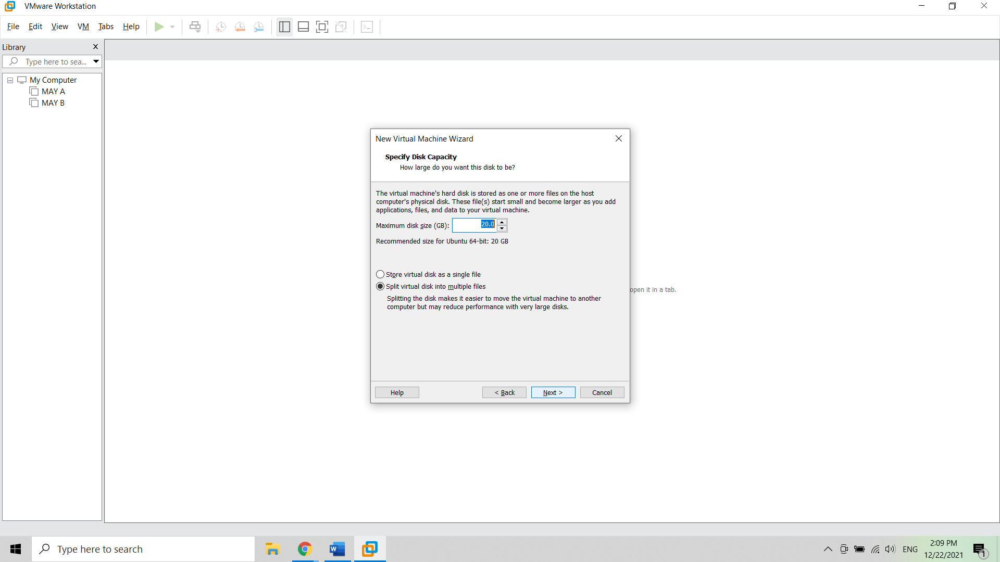 VMware Workstation
File Edit View VM Tabs Help
Library
Type here to sea...
My Computer
MAY A
MAY B
New Virtual Machine Wizard
Specify Disk Capacity
How large do you want this disk to be?
The virtual machine's hard disk is stored as one or more files on the host
computer's physical disk. These file(s) start small and become larger as you add
applications, files, and data to your virtual machine.
Maximum disk size (GB): 20.0
Recommended size for Ubuntu 64-bit: 20 GB
Store virtual disk as a single file
Split virtual disk into multiple files
open it in a tab.
Splitting the disk makes it easier to move the virtual machine to another
computer but may reduce performance with very large disks.
Help < Back Next > Cancel
Type here to search
ENG
2:09 PM
12/22/2021
1